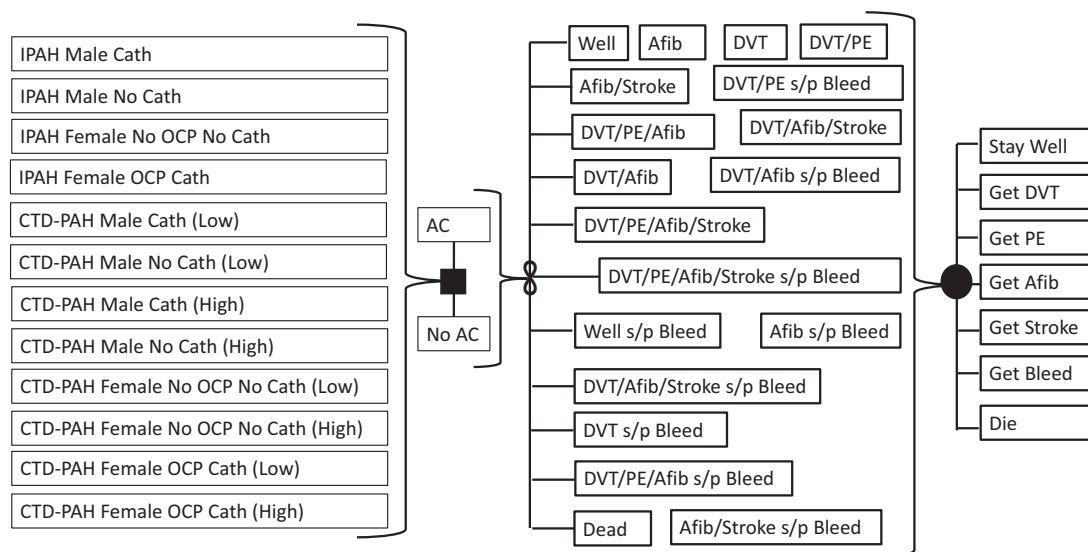 IPAH Male Cath
IPAH Male No Cath
IPAH Female No OCP No Cath
IPAH Female OCP Cath
CTD-PAH Male Cath (Low)
CTD-PAH Male No Cath (Low)
CTD-PAH Male Cath (High)
CTD-PAH Male No Cath (High)
CTD-PAH Female No OCP No Cath (Low)
CTD-PAH Female No OCP No Cath (High)
CTD-PAH Female OCP Cath (Low)
CTD-PAH Female OCP Cath (High)
AC
No AC
Well Afib DVT DVT/PE
Afib/Stroke DVT/PE s/p Bleed
DVT/PE/Afib DVT/Afib/Stroke
DVT/Afib DVT/Afib s/p Bleed
DVT/PE/Afib/Stroke
DVT/PE/Afib/Stroke s/p Bleed
Well s/p Bleed Afib s/p Bleed
DVT/Afib/Stroke s/p Bleed
DVT s/p Bleed
DVT/PE/Afib s/p Bleed
Dead Afib/Stroke s/p Bleed
Stay Well
Get DVT
Get PE
Get Afib
Get Stroke
Get Bleed
Die